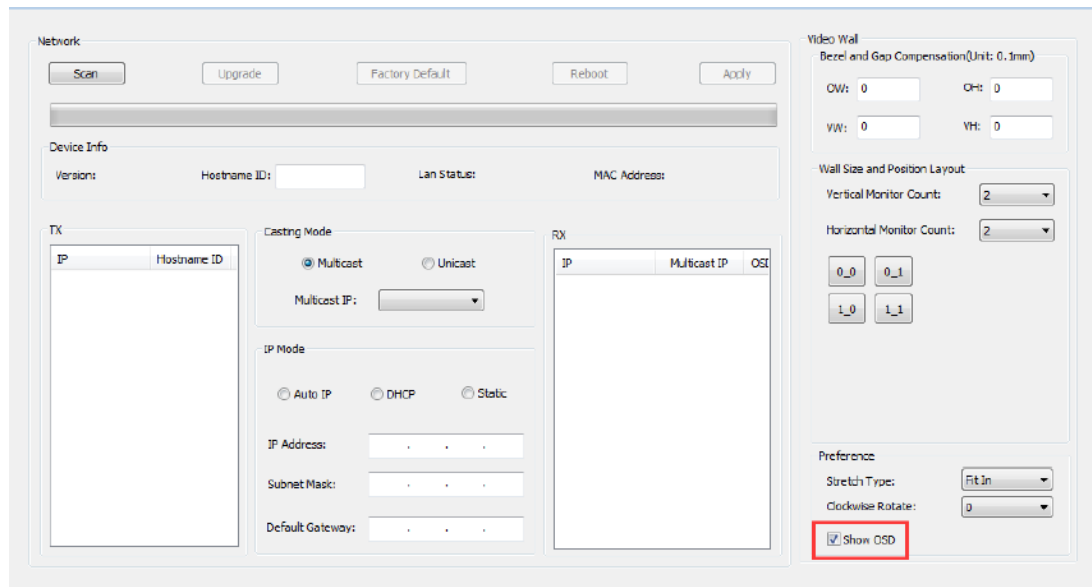 Network
Scan Upgrade Factory Default Reboot Apply
Device Info
Version: Hostname ID: Lan Status: MAC Address:
TX
IP Hostname ID
Casting Mode
Multicast Unicast
Multicast IP:
IP Mode
Auto IP DHCP Static
IP Address: . . .
Subnet Mask: . . .
Default Gateway: . . .
RX
IP Multicast IP OSI
Video Wall
Bezel and Gap Compensation(Unit: 0.1mm)
OW: 0 OH: 0
VW: 0 VH: 0
Wall Size and Position Layout
Vertical Monitor Count: 2
Horizontal Monitor Count: 2
0_0 0_1
1_0 1_1
Preference
Stretch Type: Fit In
Clockwise Rotate: 0
Show OSD